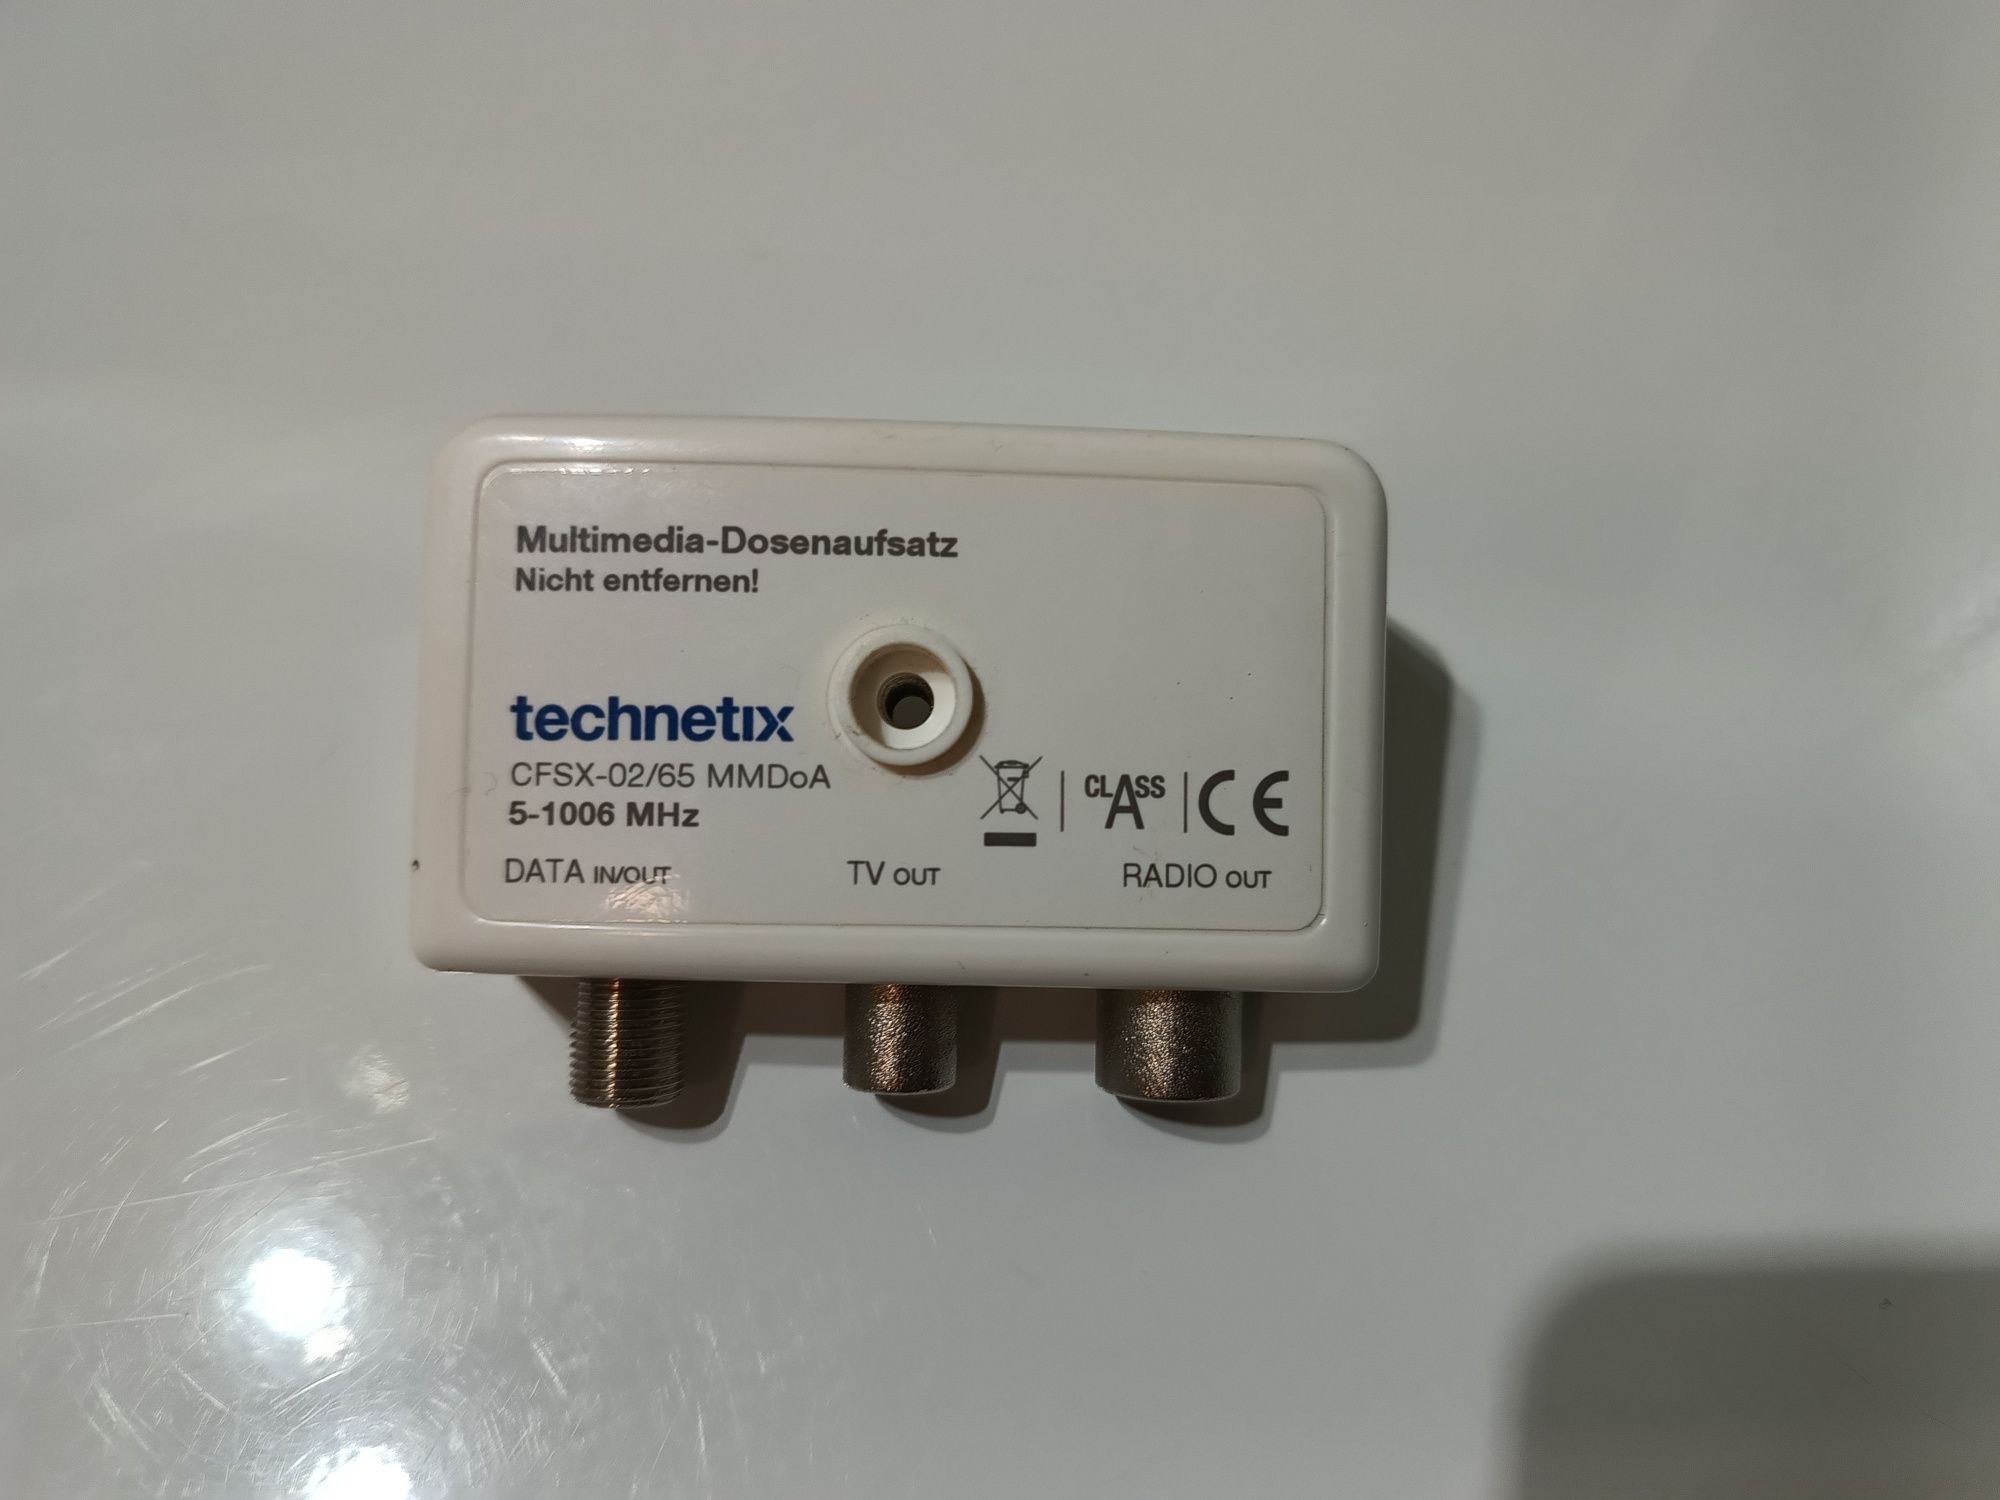 Multimedia-Dosenaufsatz
Nicht entfernen!
technetix
CFSX-02/65 MMDoA
5-1006 MHz
CLASS A
CE
DATA IN/OUT
TV OUT
RADIO OUT